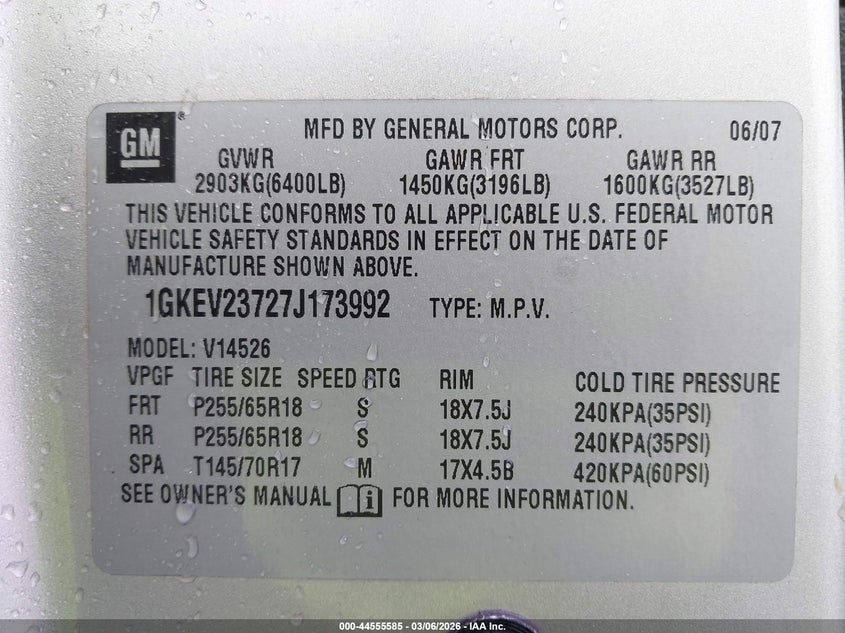 GM ®
MFD BY GENERAL MOTORS CORP. 06/07
GVWR GAWR FRT GAWR RR
2903KG(6400LB) 1450KG(3196LB) 1600KG(3527LB)
THIS VEHICLE CONFORMS TO ALL APPLICABLE U.S. FEDERAL MOTOR
VEHICLE SAFETY STANDARDS IN EFFECT ON THE DATE OF
MANUFACTURE SHOWN ABOVE.
1GKEV23727J173992 TYPE: M.P.V.
MODEL: V14526
VPGF TIRE SIZE SPEED RTG RIM COLD TIRE PRESSURE
FRT P255/65R18 S 18X7.5J 240KPA(35PSI)
RR P255/65R18 S 18X7.5J 240KPA(35PSI)
SPA T145/70R17 M 17X4.5B 420KPA(60PSI)
SEE OWNER'S MANUAL i FOR MORE INFORMATION.
000-44555585 - 03/06/2026 - IAA Inc.